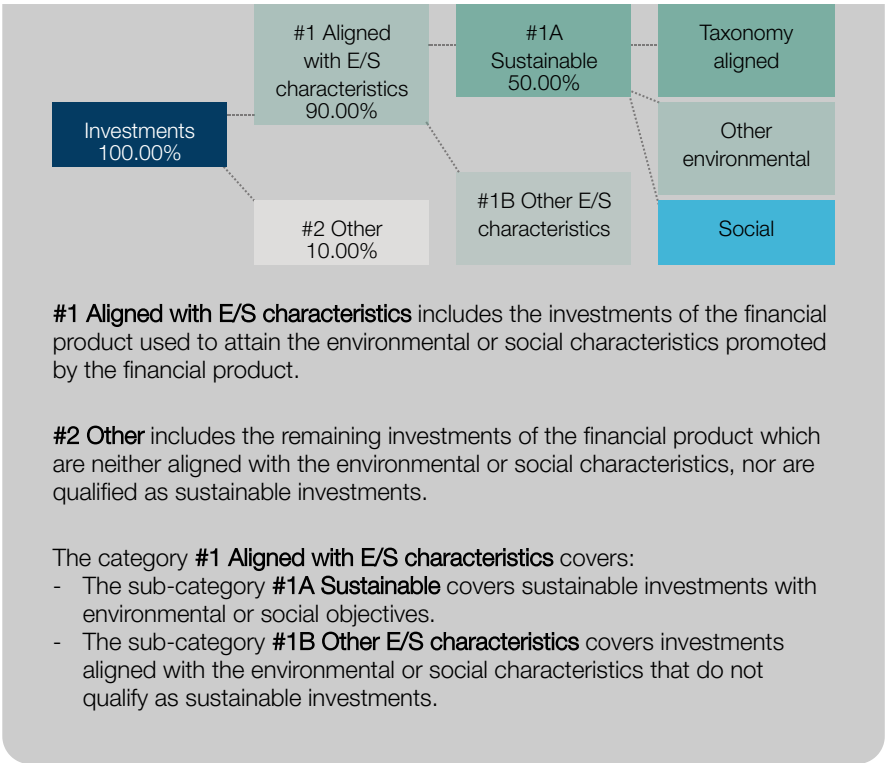 #1 Aligned
with E/S
characteristics
90.00%
#1A
Sustainable
50.00%
Taxonomy
aligned
Investments
100.00%
Other
environmental
#1B Other E/S
characteristics
#2 Other
10.00%
Social
#1 Aligned with E/S characteristics includes the investments of the financial
product used to attain the environmental or social characteristics promoted
by the financial product.
#2 Other includes the remaining investments of the financial product which
are neither aligned with the environmental or social characteristics, nor are
qualified as sustainable investments.
The category #1 Aligned with E/S characteristics covers:
- The sub-category #1A Sustainable covers sustainable investments with
environmental or social objectives.
- The sub-category #1B Other E/S characteristics covers investments
aligned with the environmental or social characteristics that do not
qualify as sustainable investments.